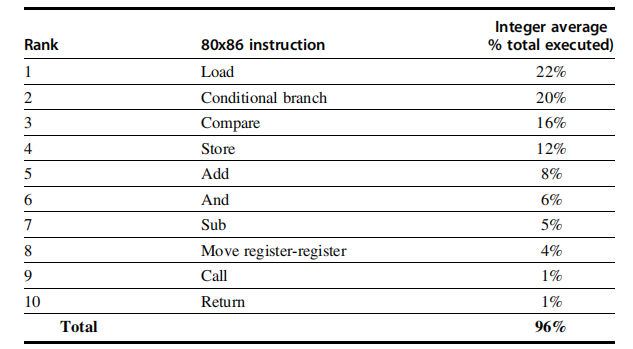 Integer average
Rank 80x86 instruction % total executed)
1 Load 22%
2 Conditional branch 20%
3 Compare 16%
4 Store 12%
5 Add 8%
6 And 6%
7 Sub 5%
8 Move register-register 4%
9 Call 1%
10 Return 1%
Total 96%